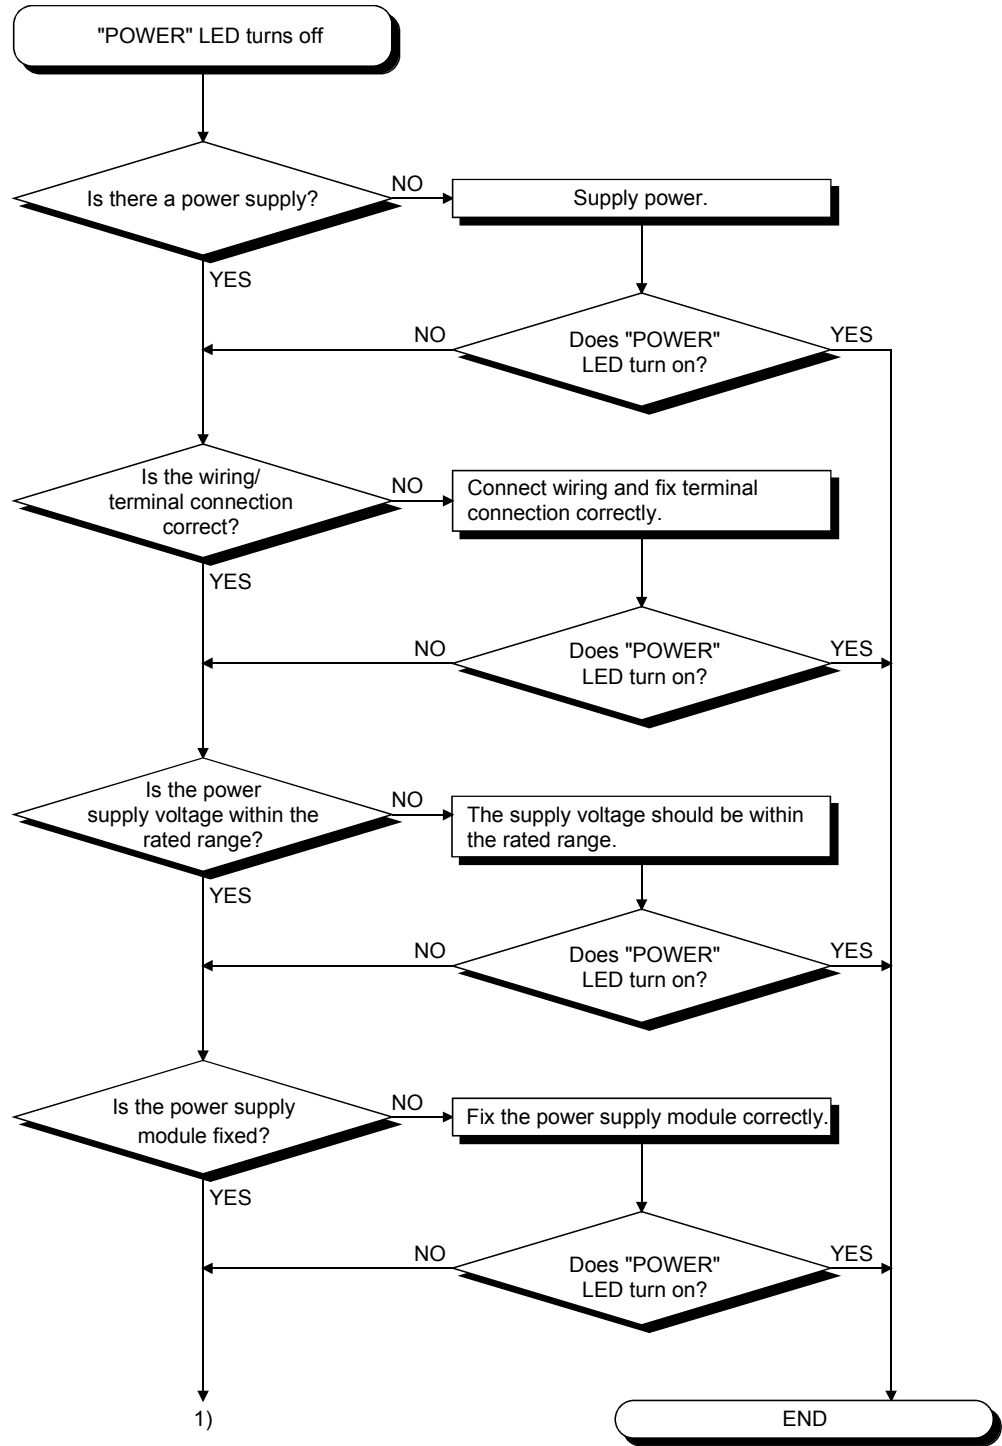 "POWER" LED turns off
Is there a power supply?
NO
Supply power.
YES
NO
Does "POWER"
LED turn on?
YES
Is the wiring/
terminal connection
correct?
NO
Connect wiring and fix terminal
connection correctly.
YES
NO
Does "POWER"
LED turn on?
YES
Is the power
supply voltage within the
rated range?
NO
The supply voltage should be within
the rated range.
YES
NO
Does "POWER"
LED turn on?
YES
Is the power supply
module fixed?
NO
Fix the power supply module correctly.
YES
NO
Does "POWER"
LED turn on?
YES
1)
END